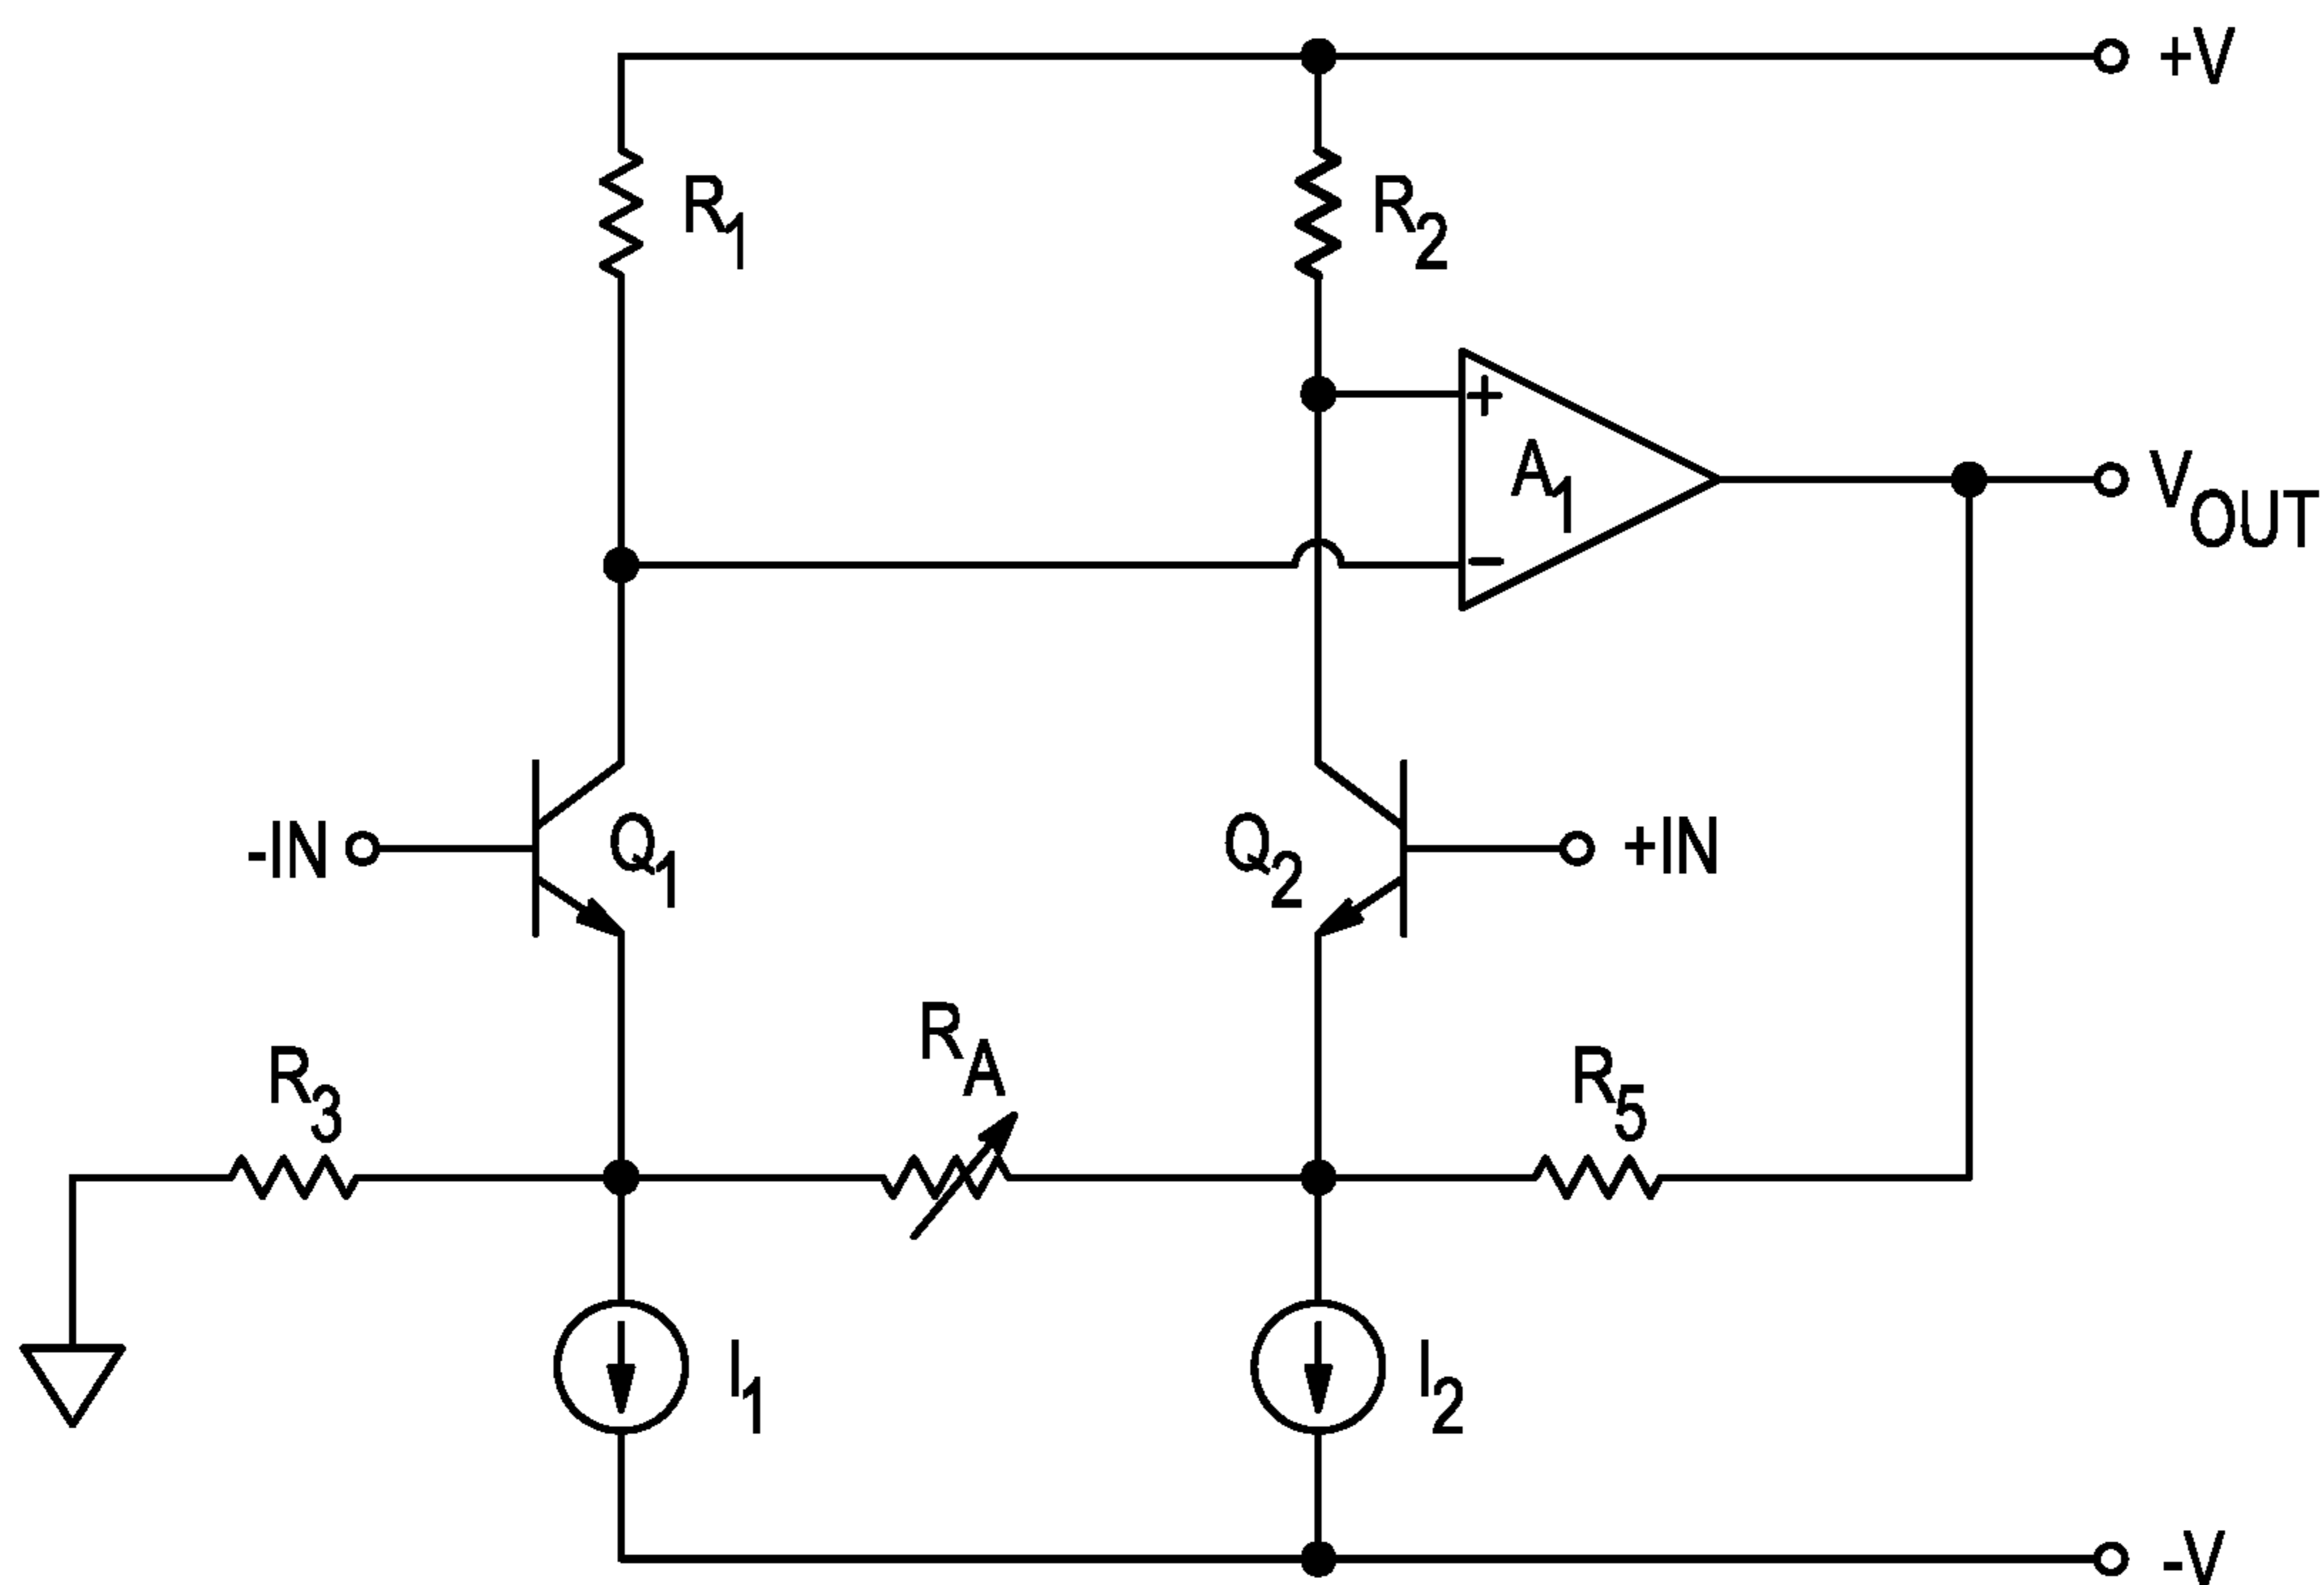 +V
R1
R2
+
A1
VOUT
-
-IN
Q1
Q2
+IN
RA
R3
R5
I1
I2
-V